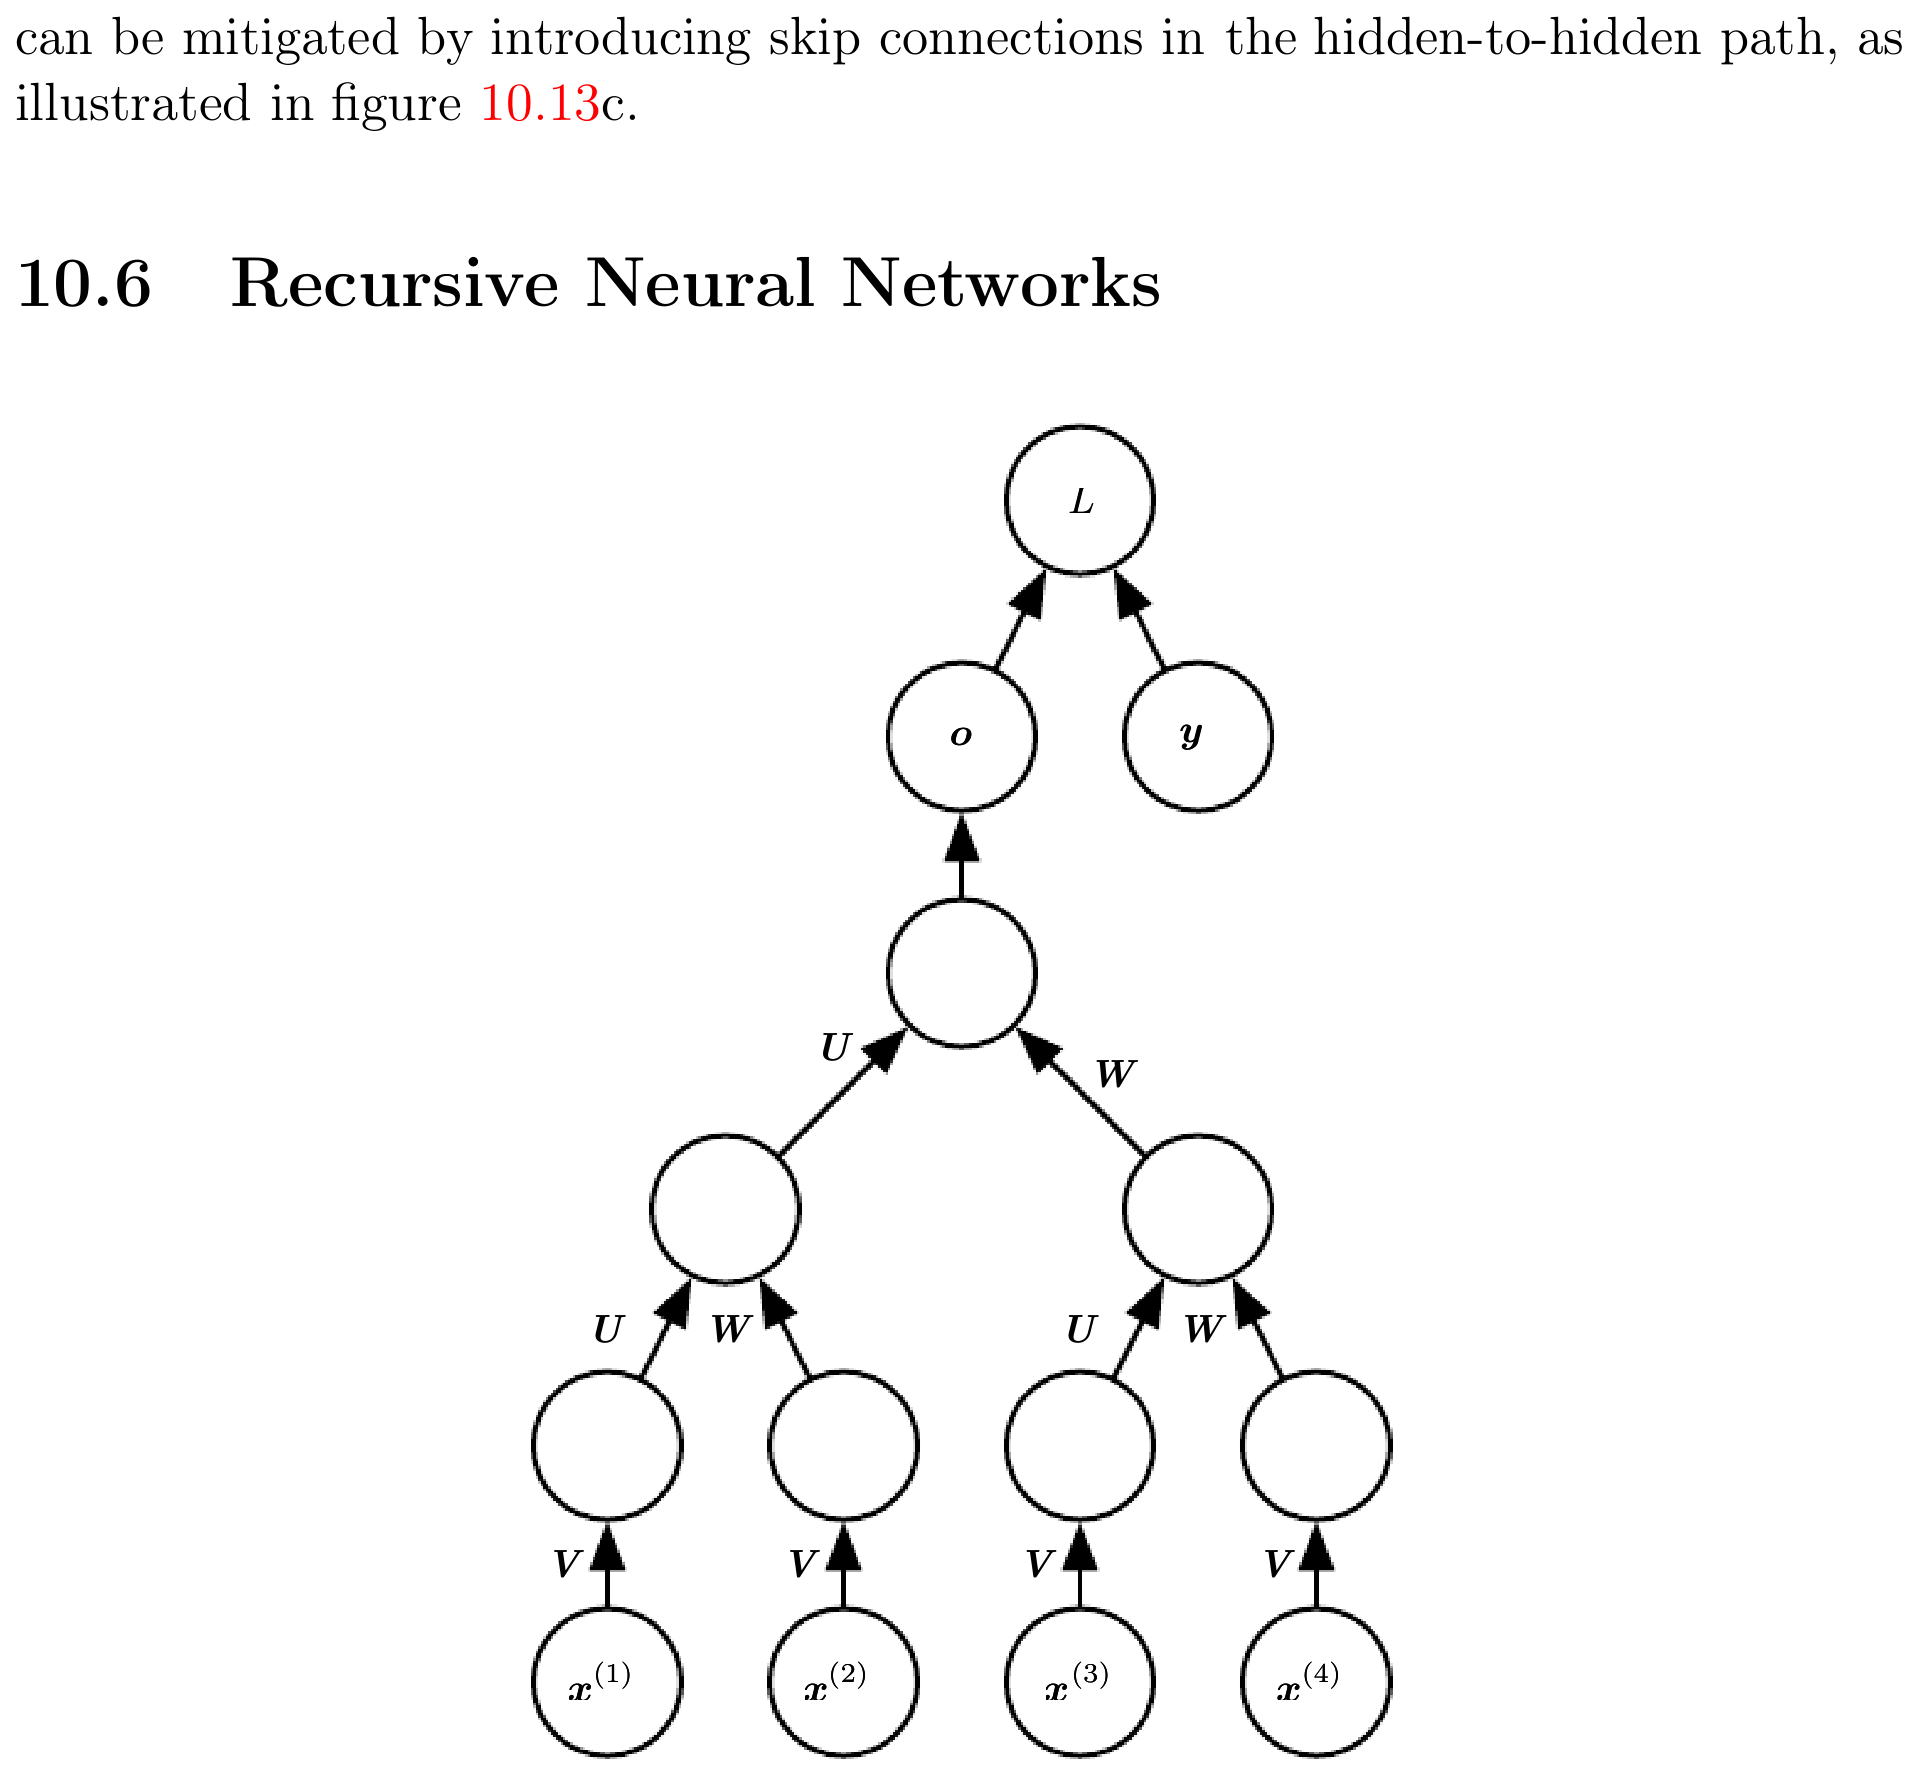 can be mitigated by introducing skip connections in the hidden-to-hidden path, as
illustrated in figure 10.13c.
10.6 Recursive Neural Networks
L
o y
U W
U W U W
V V V V
x^(1) x^(2) x^(3) x^(4)